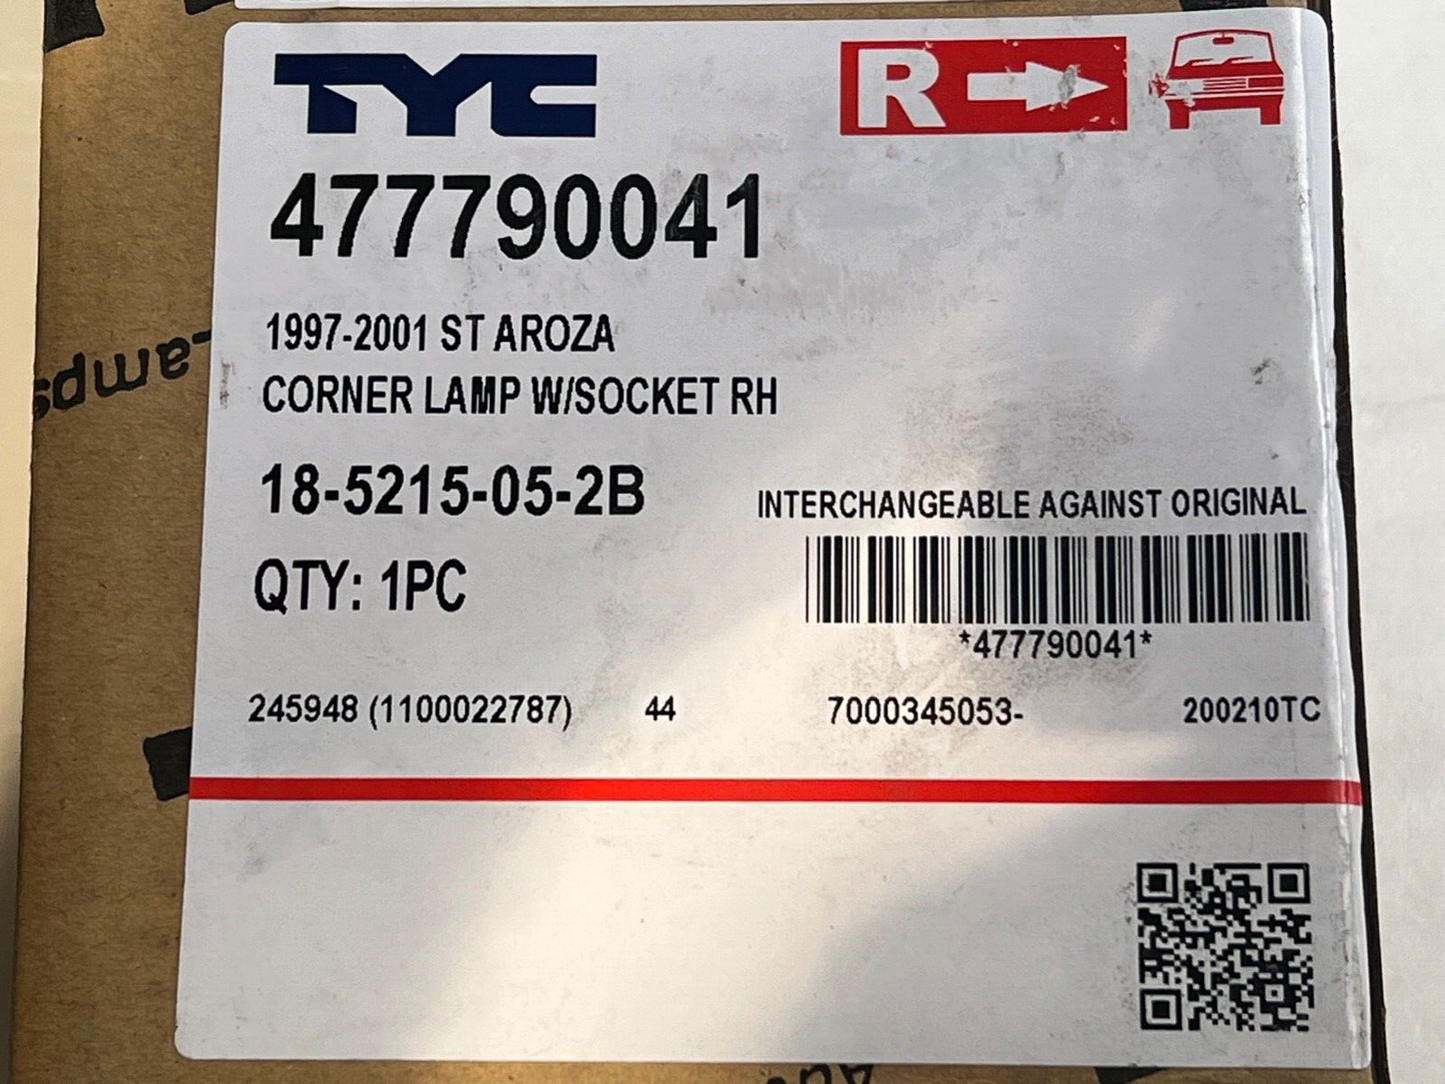 TYC
R
477790041
1997-2001 ST AROZA
CORNER LAMP W/SOCKET RH
18-5215-05-2B
INTERCHANGEABLE AGAINST ORIGINAL
QTY: 1PC
*477790041*
245948 (1100022787) 44 7000345053- 200210TC
Lamps